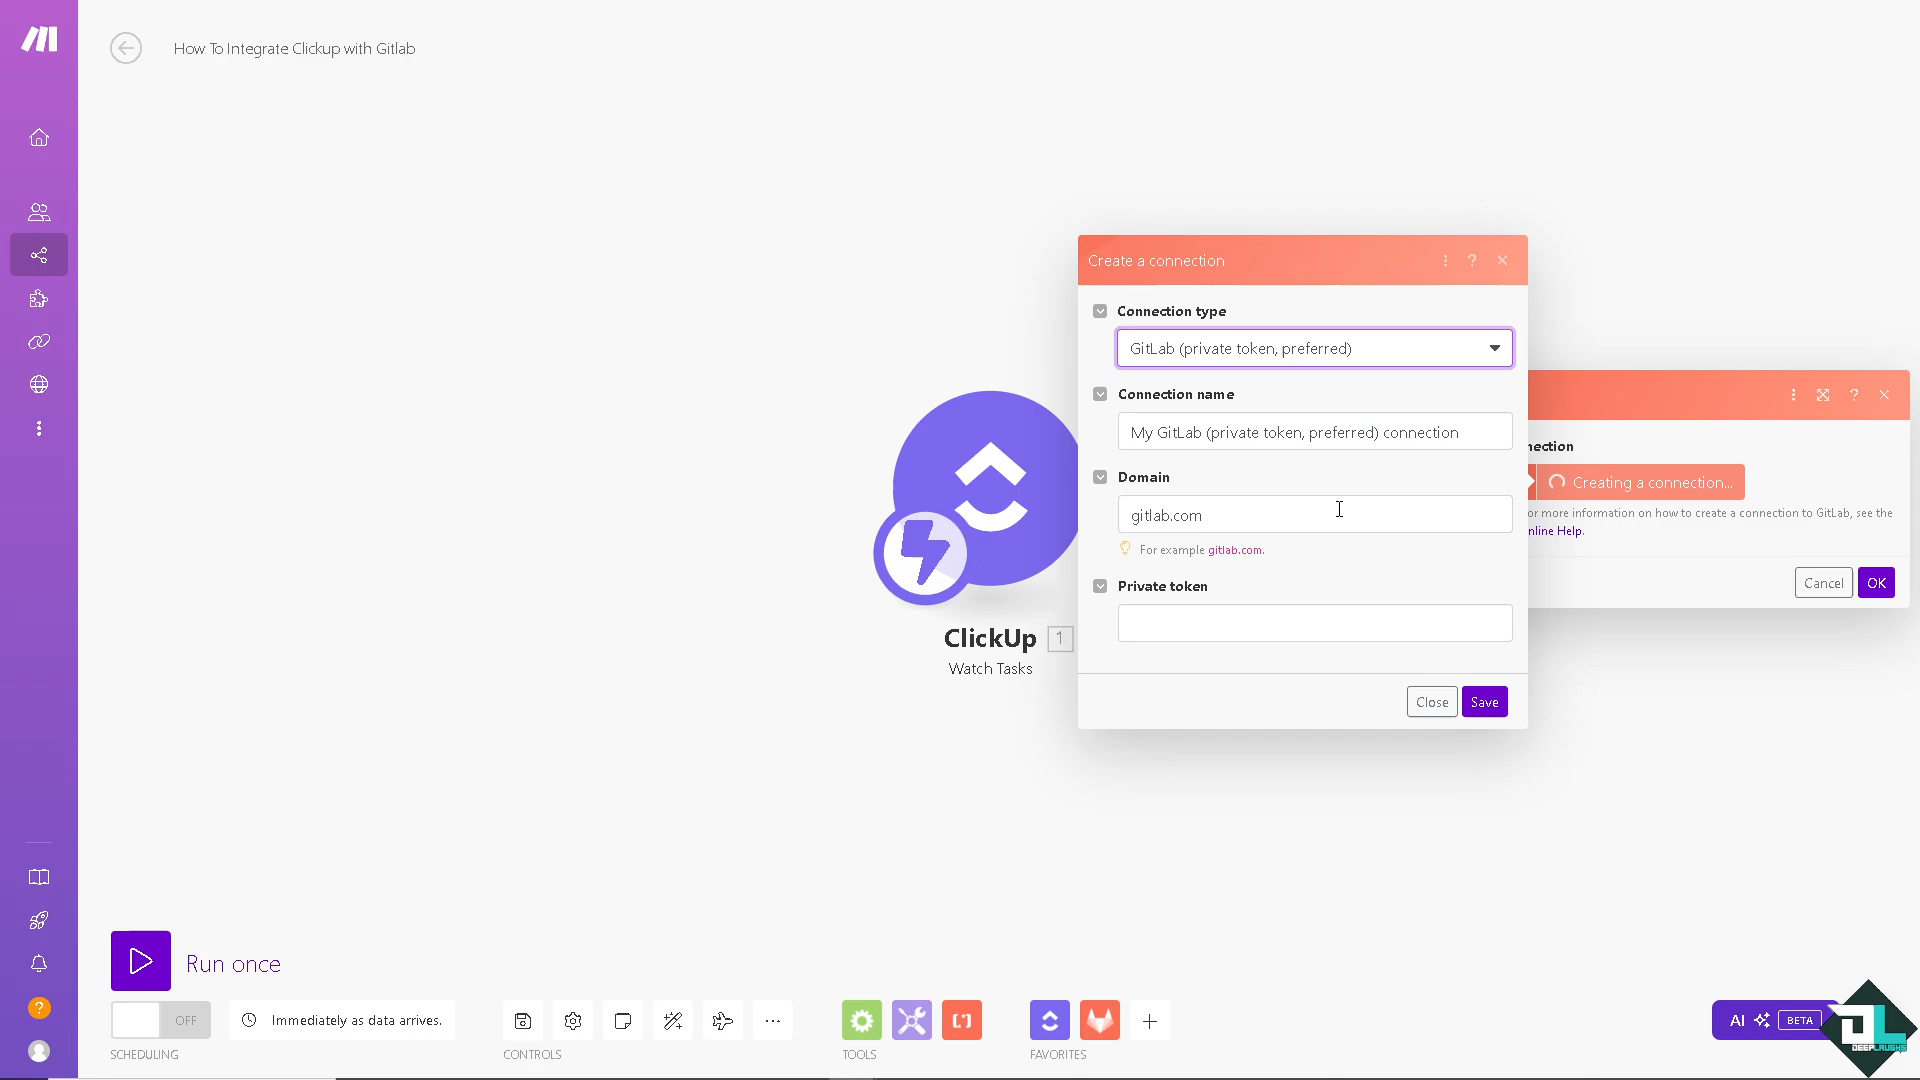 How To Integrate Clickup with Gitlab
Create a connection
?
Connection type
GitLab (private token, preferred)
Connection name
My GitLab (private token, preferred) connection
Domain
gitlab.com
For example gitlab.com.
Private token
Close
Save
?
nection
Creating a connection...
or more information on how to create a connection to GitLab, see the
nline Help.
Cancel
OK
ClickUp
1
Watch Tasks
Run once
OFF
Immediately as data arrives.
SCHEDULING
CONTROLS
TOOLS
FAVORITES
?
AI
BETA
DL
DEEPLAUGHS